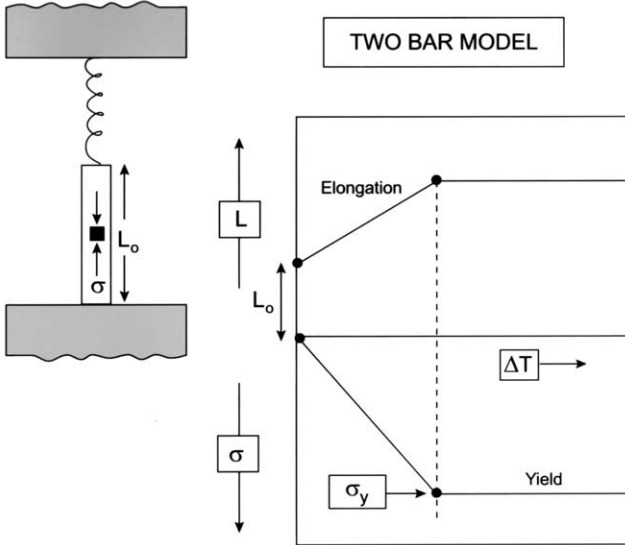 TWO BAR MODEL
Elongation
L
Lo
σ
Lo
ΔT
σ
σy
Yield